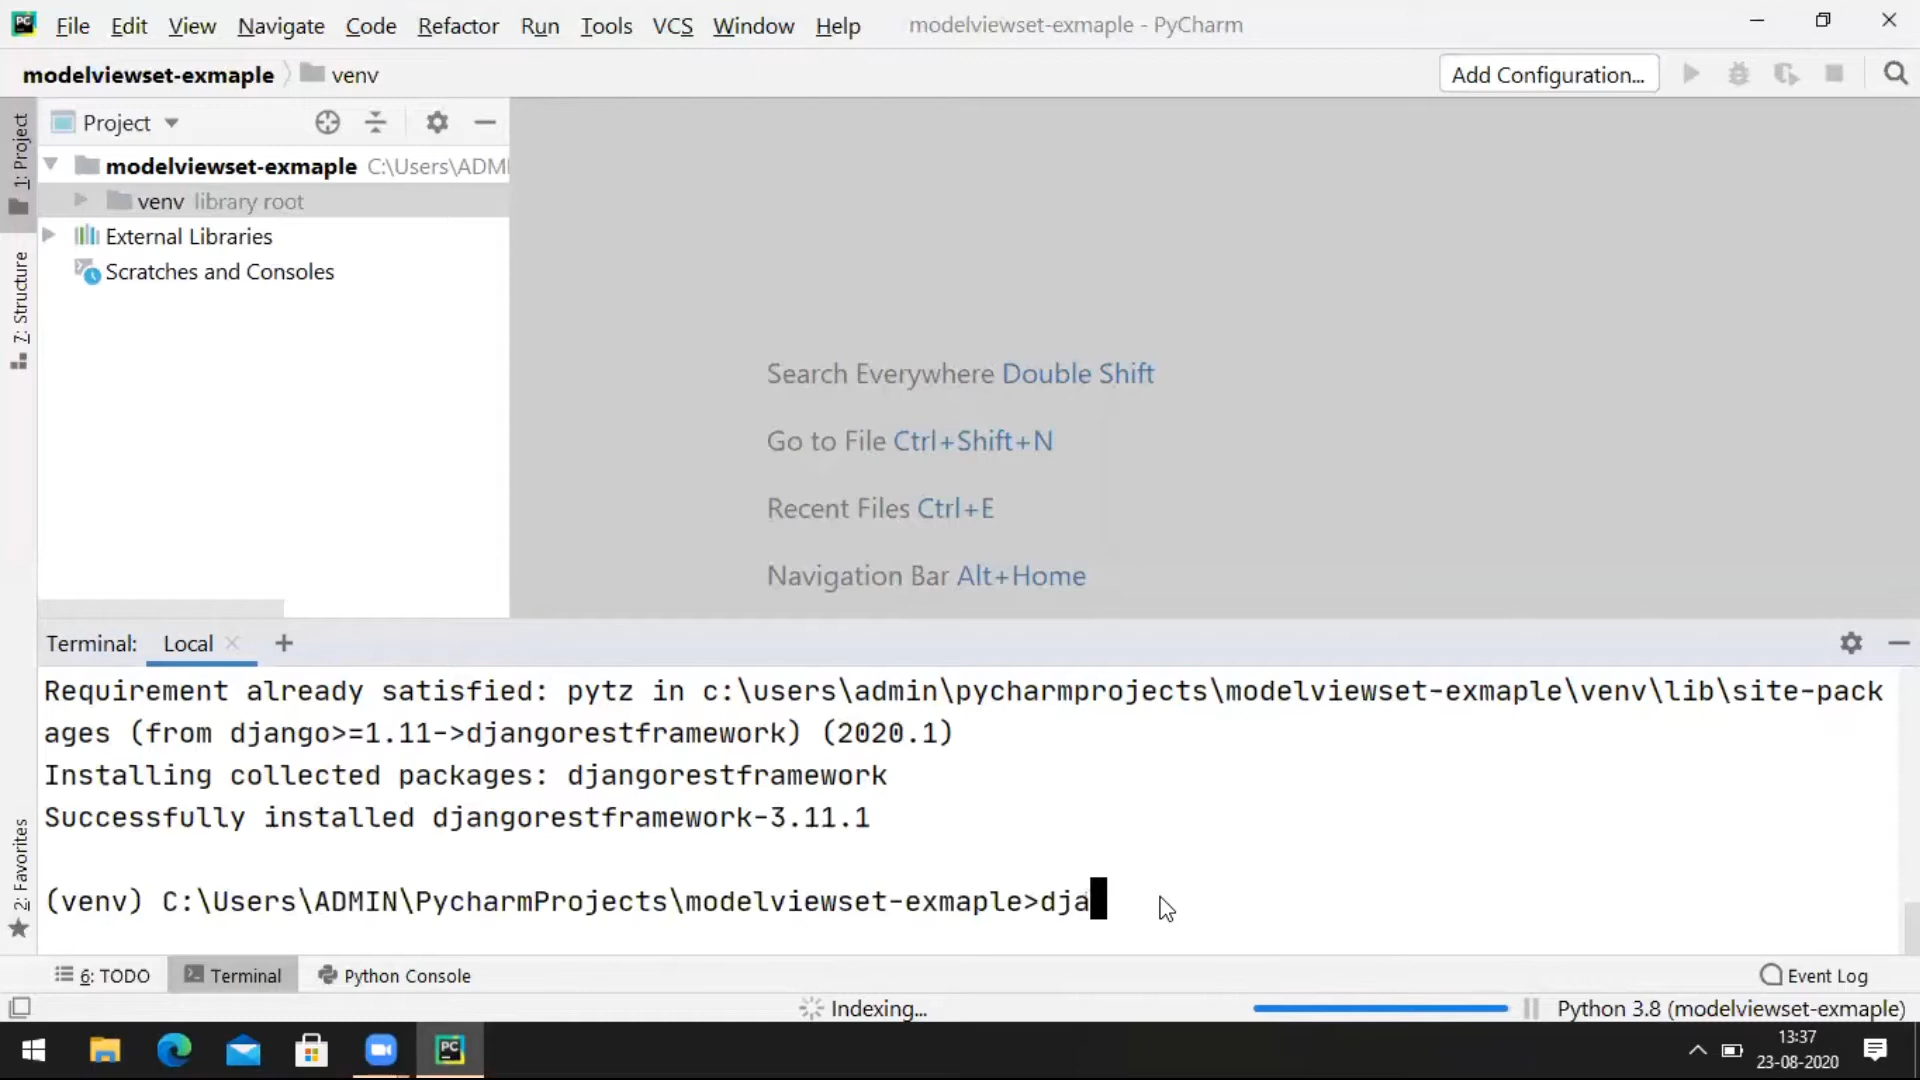 File Edit View Navigate Code Refactor Run Tools VCS Window Help modelviewset-exmaple - PyCharm
modelviewset-exmaple venv Add Configuration...
1: Project
Project
modelviewset-exmaple C:\Users\ADMI
venv library root
External Libraries
Scratches and Consoles
7: Structure
Search Everywhere Double Shift
Go to File Ctrl+Shift+N
Recent Files Ctrl+E
Navigation Bar Alt+Home
Terminal: Local
Requirement already satisfied: pytz in c:\users\admin\pycharmprojects\modelviewset-exmaple\venv\lib\site-pack
ages (from django>=1.11->djangorestframework) (2020.1)
Installing collected packages: djangorestframework
Successfully installed djangorestframework-3.11.1
(venv) C:\Users\ADMIN\PycharmProjects\modelviewset-exmaple>dja
2: Favorites
6: TODO Terminal Python Console Event Log
Indexing... Python 3.8 (modelviewset-exmaple)
13:37
23-08-2020